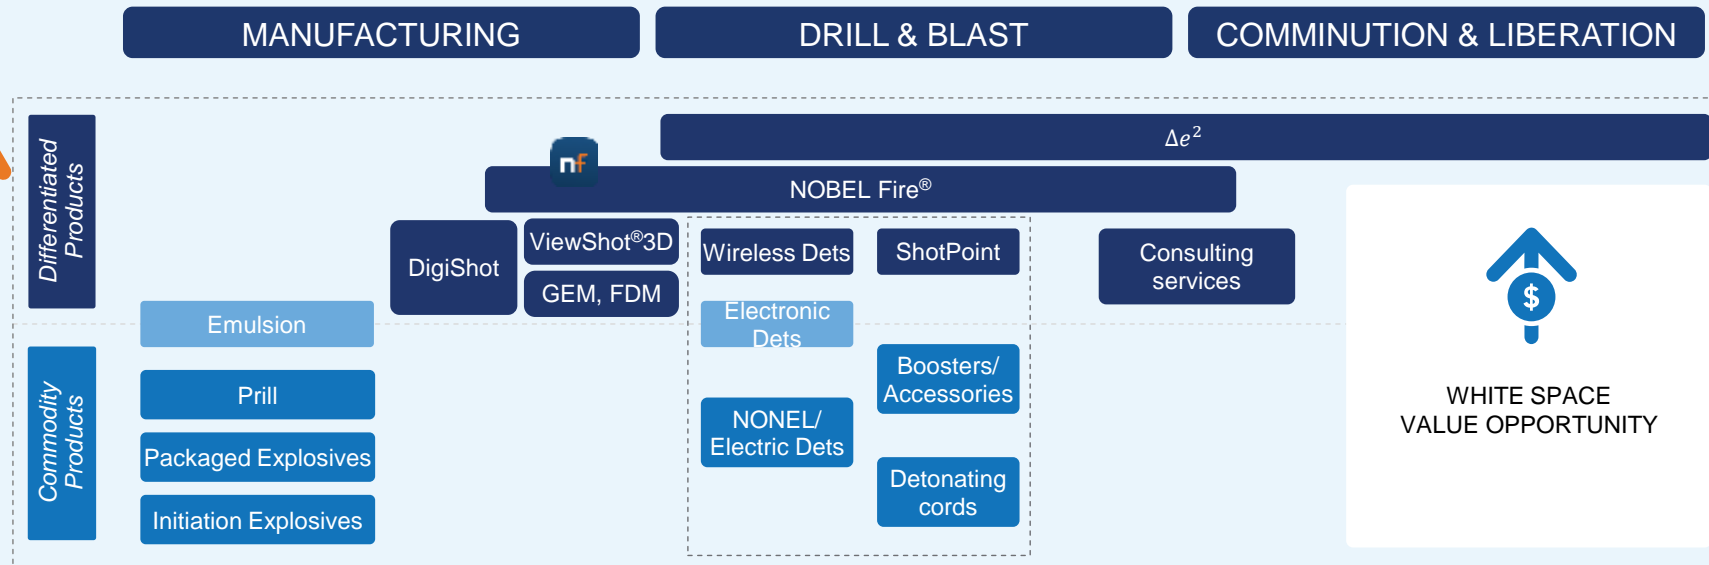 MANUFACTURING
DRILL & BLAST
COMMINUTION & LIBERATION
Differentiated
Products
Δe²
nf
NOBEL Fire®
DigiShot
ViewShot®3D
GEM, FDM
Wireless Dets
ShotPoint
Consulting
services
Emulsion
Electronic
Dets
Commodity
Products
Prill
Packaged Explosives
Initiation Explosives
NONEL/
Electric Dets
Boosters/
Accessories
Detonating
cords
$
WHITE SPACE
VALUE OPPORTUNITY